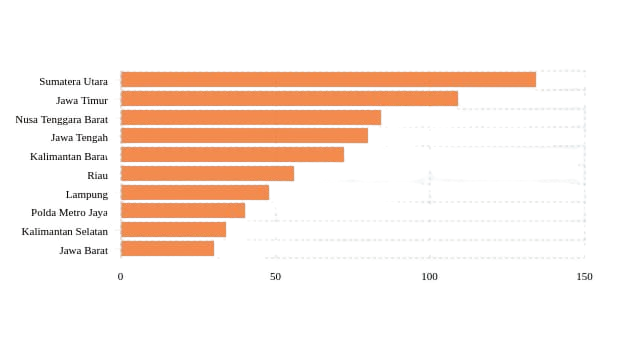 Sumatera Utara
Jawa Timur
Nusa Tenggara Barat
Jawa Tengah
Kalimantan Barat
Riau
Lampung
Polda Metro Jaya
Kalimantan Selatan
Jawa Barat
0 50 100 150